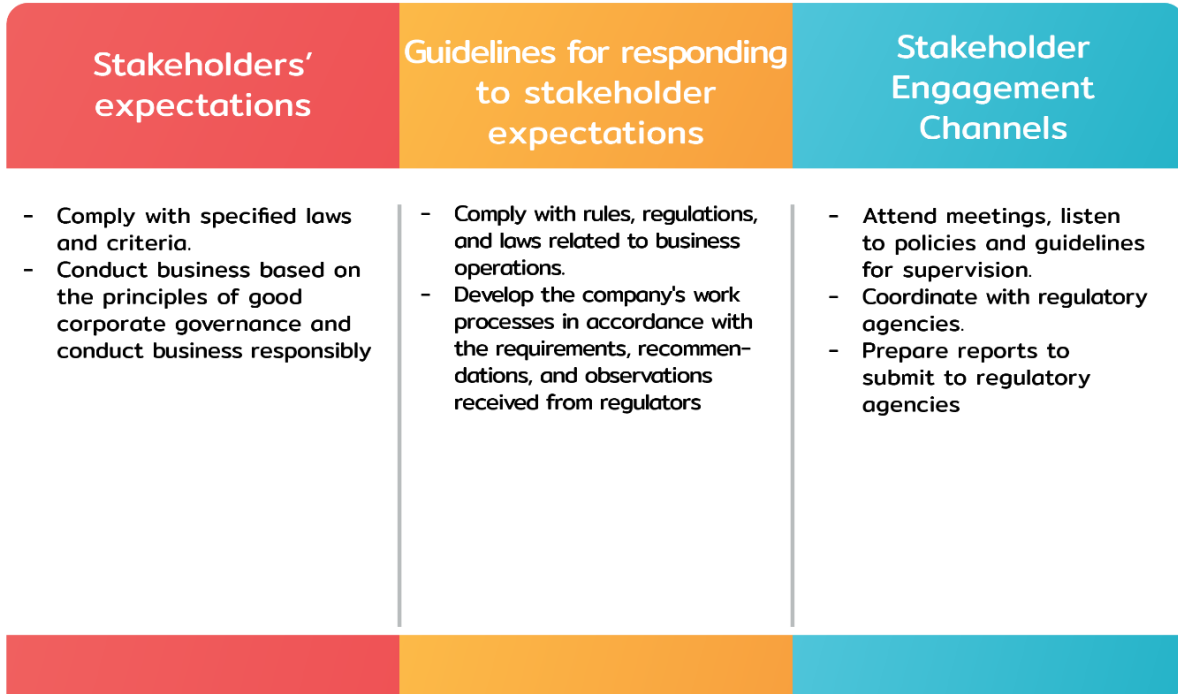 Stakeholders’
expectations
Guidelines for responding
to stakeholder
expectations
Stakeholder
Engagement
Channels
- Comply with specified laws
and criteria.
- Conduct business based on
the principles of good
corporate governance and
conduct business responsibly
- Comply with rules, regulations,
and laws related to business
operations.
- Develop the company's work
processes in accordance with
the requirements, recommen-
dations, and observations
received from regulators
- Attend meetings, listen
to policies and guidelines
for supervision.
- Coordinate with regulatory
agencies.
- Prepare reports to
submit to regulatory
agencies